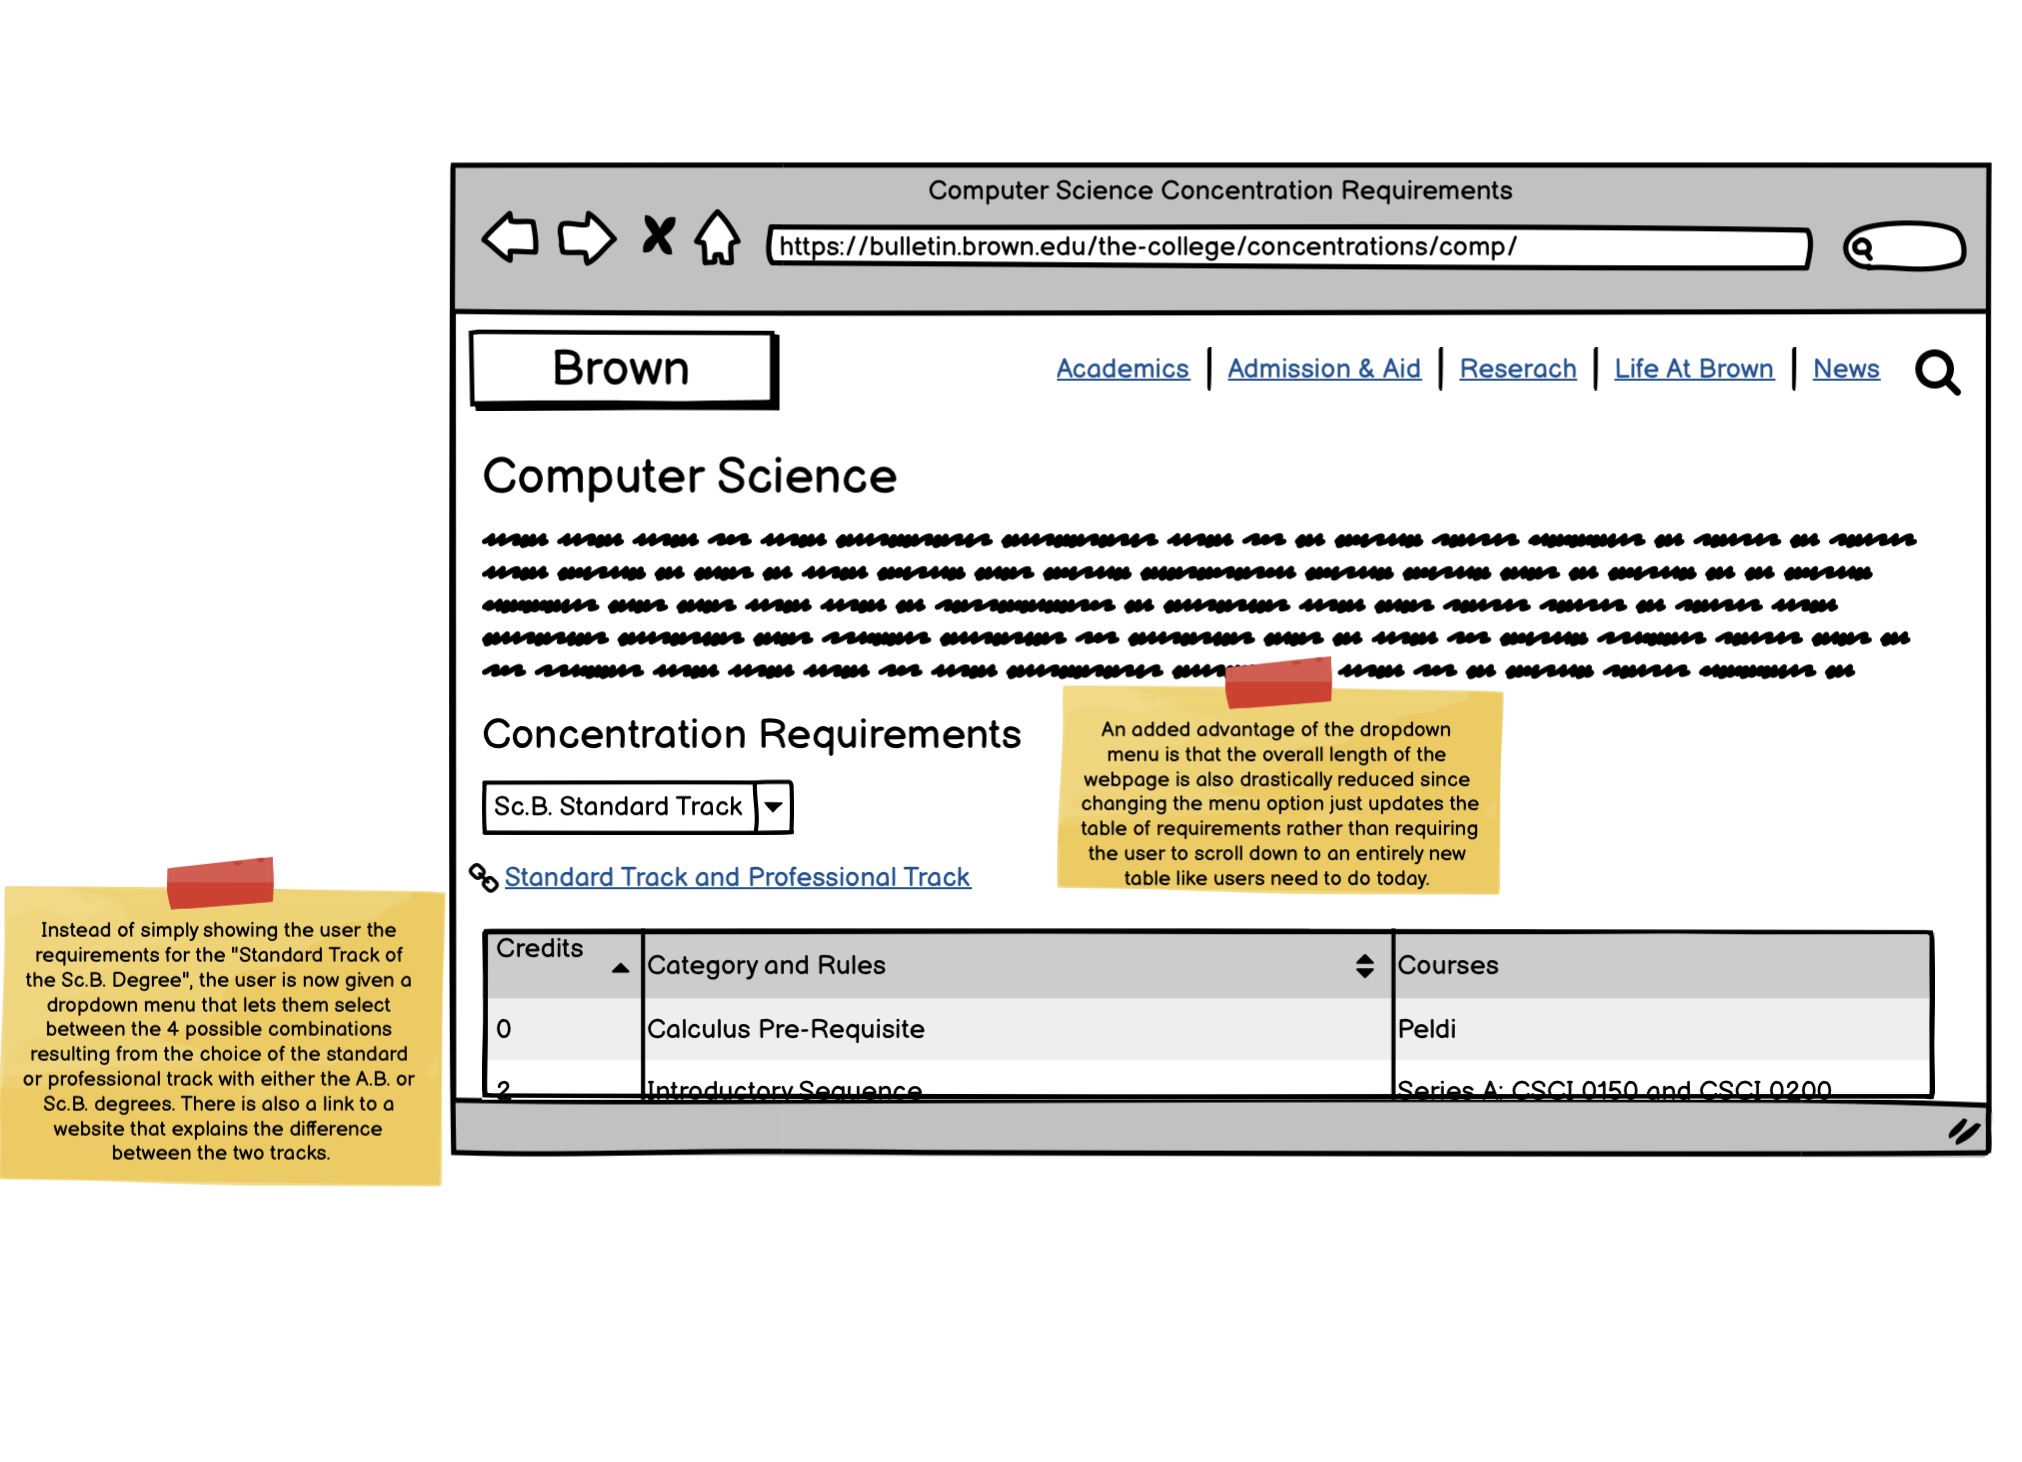 Computer Science Concentration Requirements
https://bulletin.brown.edu/the-college/concentrations/comp/
Brown
Academics
Admission & Aid
Reserach
Life At Brown
News
Computer Science
Concentration Requirements
Sc.B. Standard Track
Standard Track and Professional Track
An added advantage of the dropdown
menu is that the overall length of the
webpage is also drastically reduced since
changing the menu option just updates the
table of requirements rather than requiring
the user to scroll down to an entirely new
table like users need to do today.
Instead of simply showing the user the
requirements for the "Standard Track of
the Sc.B. Degree", the user is now given a
dropdown menu that lets them select
between the 4 possible combinations
resulting from the choice of the standard
or professional track with either the A.B. or
Sc.B. degrees. There is also a link to a
website that explains the difference
between the two tracks.
Credits
Category and Rules
Courses
0
Calculus Pre-Requisite
Peldi
2
Introductory Sequence
Series A: CSCI 0150 and CSCI 0200